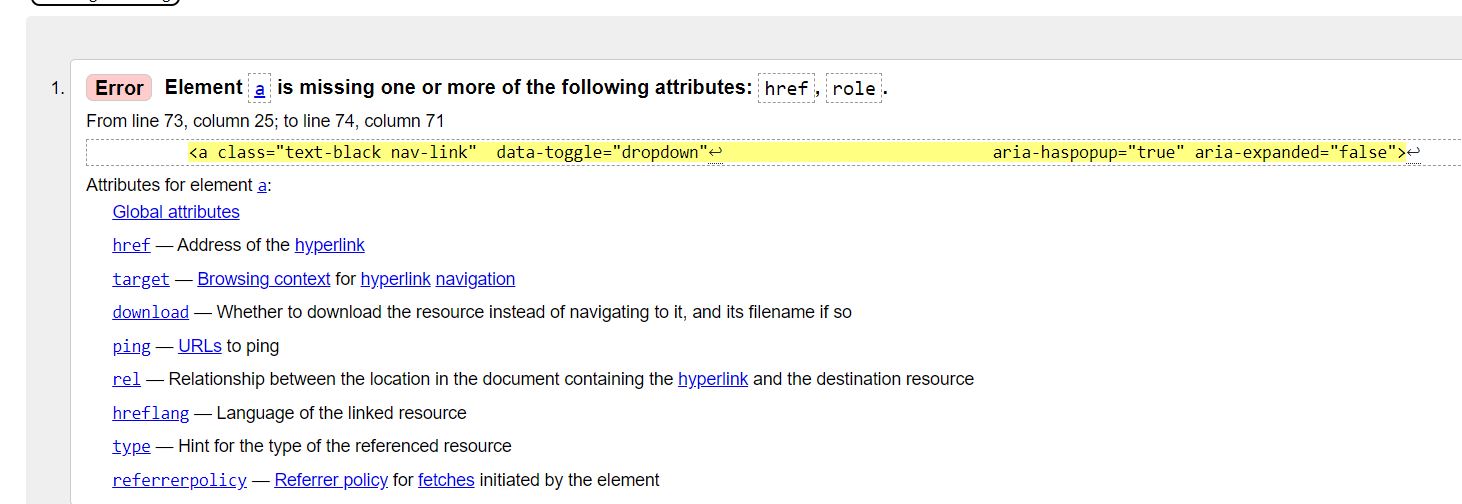 1. Error Element a is missing one or more of the following attributes: href, role.
From line 73, column 25; to line 74, column 71
<a class="text-black nav-link"  data-toggle="dropdown"↩ aria-haspopup="true" aria-expanded="false">↩
Attributes for element a:
Global attributes
href — Address of the hyperlink
target — Browsing context for hyperlink navigation
download — Whether to download the resource instead of navigating to it, and its filename if so
ping — URLs to ping
rel — Relationship between the location in the document containing the hyperlink and the destination resource
hreflang — Language of the linked resource
type — Hint for the type of the referenced resource
referrerpolicy — Referrer policy for fetches initiated by the element